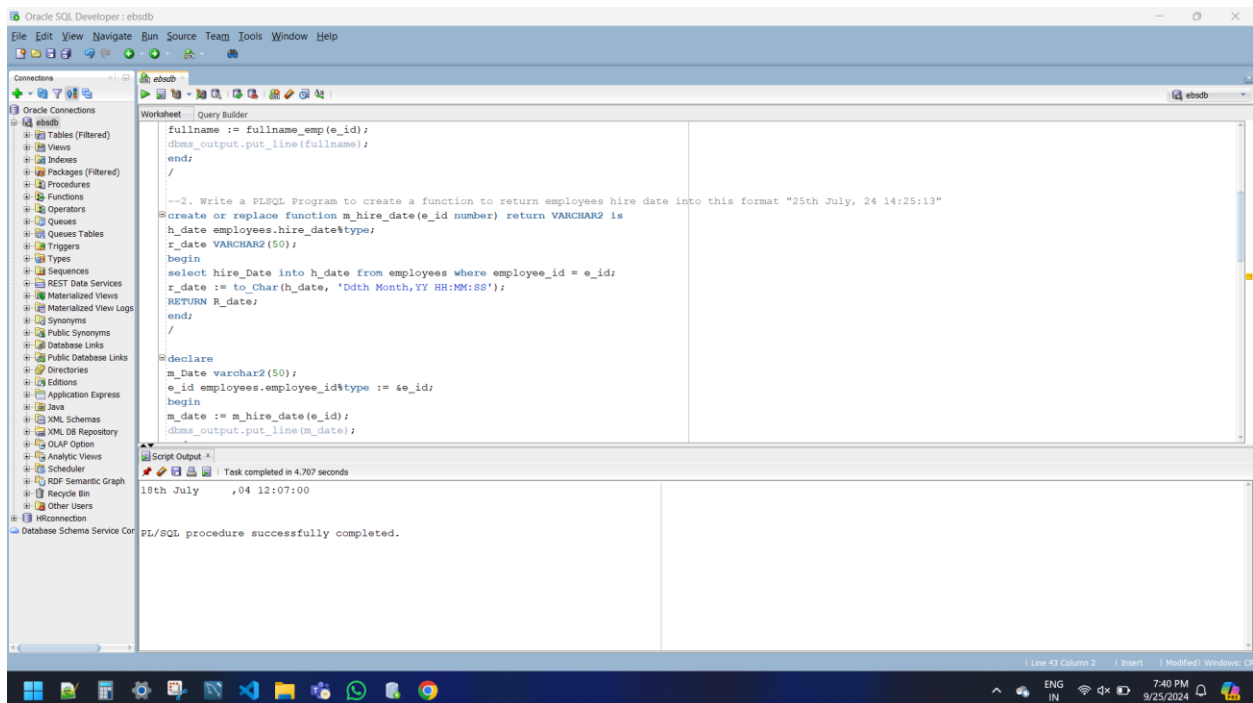 Oracle SQL Developer : ebsdb
File Edit View Navigate Run Source Team Tools Window Help
Connections
ebsdb
ebsdb
Oracle Connections
ebsdb
Tables (Filtered)
Views
Indexes
Packages (Filtered)
Procedures
Functions
Operators
Queues
Queues Tables
Triggers
Types
Sequences
REST Data Services
Materialized Views
Materialized View Logs
Synonyms
Public Synonyms
Database Links
Public Database Links
Directories
Editions
Application Express
Java
XML Schemas
XML DB Repository
OLAP Option
Analytic Views
Scheduler
RDF Semantic Graph
Recycle Bin
Other Users
HRconnection
Database Schema Service Cor
Worksheet Query Builder
fullname := fullname_emp(e_id);
dbms_output.put_line(fullname);
end;
/
--2. Write a PLSQL Program to create a function to return employees hire date into this format "25th July, 24 14:25:13"
create or replace function m_hire_date(e_id number) return VARCHAR2 is
h_date employees.hire_date%type;
r_date VARCHAR2(50);
begin
select hire_Date into h_date from employees where employee_id = e_id;
r_date := to_Char(h_date, 'Ddth Month,YY HH:MM:SS');
RETURN R_date;
end;
/
declare
m_Date varchar2(50);
e_id employees.employee_id%type := &e_id;
begin
m_date := m_hire_date(e_id);
dbms_output.put_line(m_date);
Script Output
Task completed in 4.707 seconds
18th July     ,04 12:07:00
PL/SQL procedure successfully completed.
Line 43 Column 2 Insert Modified Windows: CR
ENG
IN
7:40 PM
9/25/2024